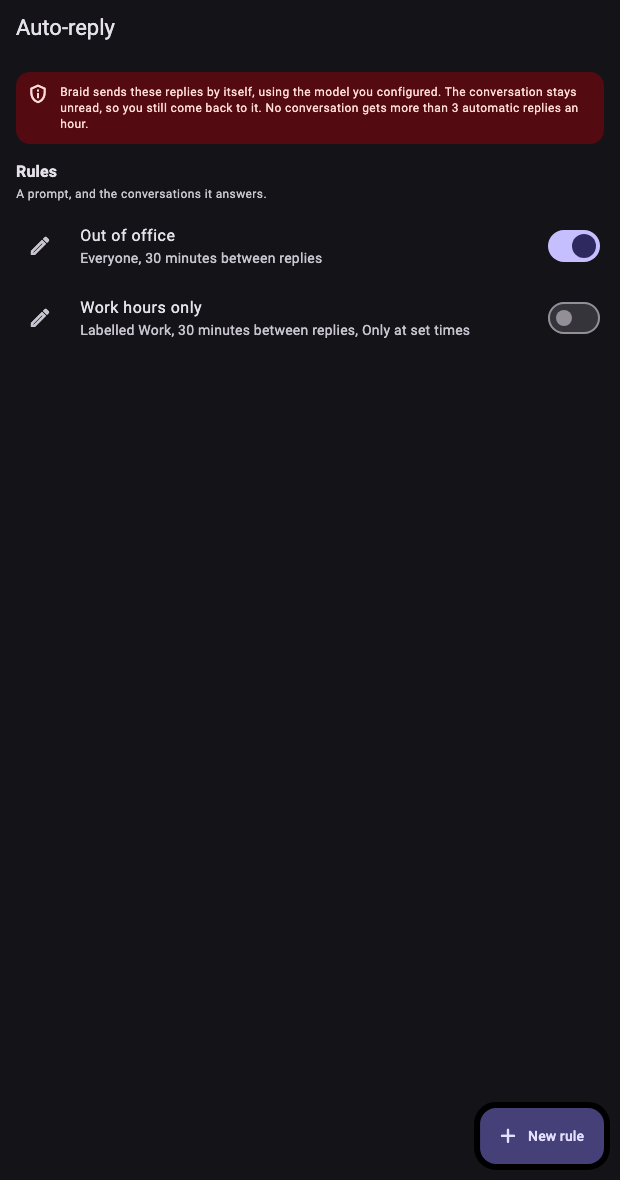 Auto-reply
Braid sends these replies by itself, using the model you configured. The conversation stays
unread, so you still come back to it. No conversation gets more than 3 automatic replies an
hour.
Rules
A prompt, and the conversations it answers.
Out of office
Everyone, 30 minutes between replies
Work hours only
Labelled Work, 30 minutes between replies, Only at set times
New rule